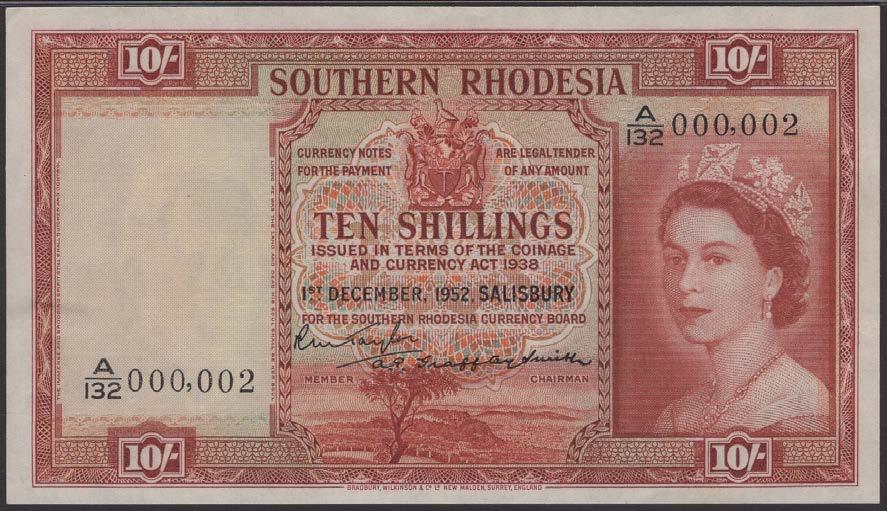 10/-
10/-
SOUTHERN RHODESIA
A/132 000,002
CURRENCY NOTES ARE LEGAL TENDER
FOR THE PAYMENT OF ANY AMOUNT
TEN SHILLINGS
ISSUED IN TERMS OF THE COINAGE
AND CURRENCY ACT 1938
1ST DECEMBER, 1952, SALISBURY
FOR THE SOUTHERN RHODESIA CURRENCY BOARD
MEMBER CHAIRMAN
A/132 000,002
10/-
10/-
BRADBURY, WILKINSON & Co. Ld. NEW MALDEN, SURREY, ENGLAND